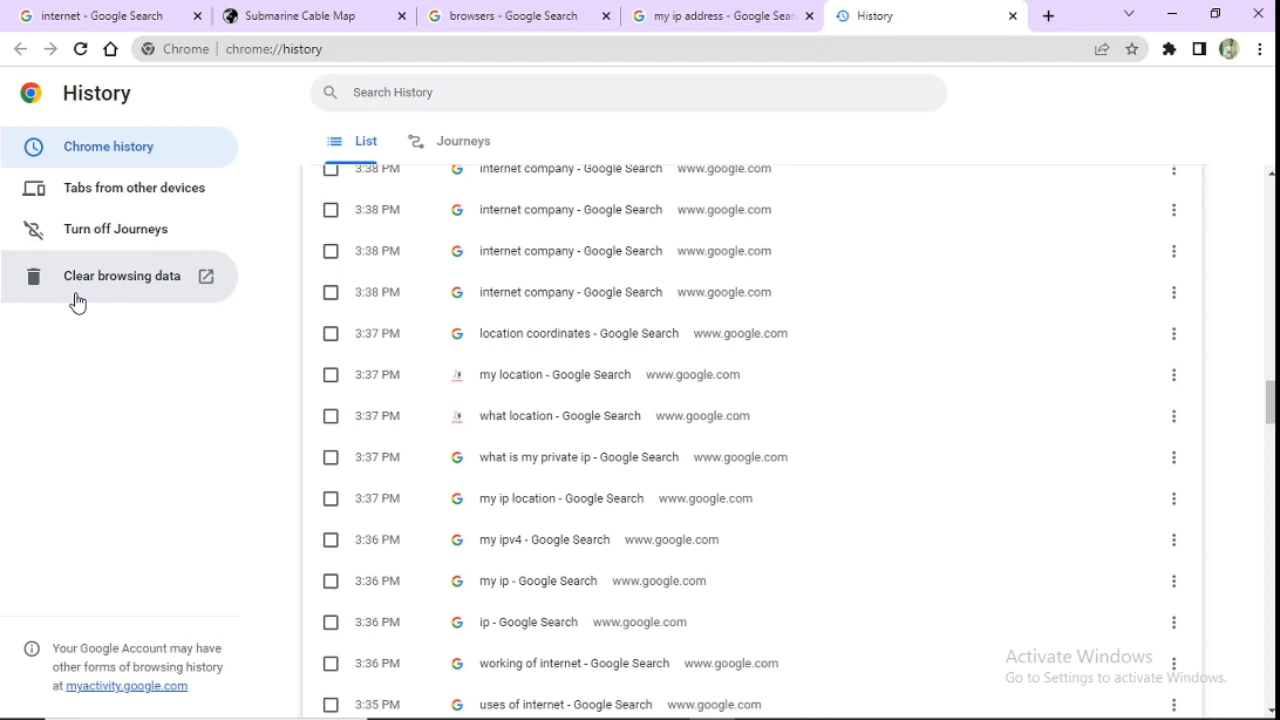 internet - Google Search
Submarine Cable Map
browsers - Google Search
my ip address - Google Sear
History
Chrome
chrome://history
History
Search History
Chrome history
Tabs from other devices
Turn off Journeys
Clear browsing data
List
Journeys
3:38 PM internet company - Google Search www.google.com
3:38 PM internet company - Google Search www.google.com
3:38 PM internet company - Google Search www.google.com
3:38 PM internet company - Google Search www.google.com
3:37 PM location coordinates - Google Search www.google.com
3:37 PM my location - Google Search www.google.com
3:37 PM what location - Google Search www.google.com
3:37 PM what is my private ip - Google Search www.google.com
3:37 PM my ip location - Google Search www.google.com
3:36 PM my ipv4 - Google Search www.google.com
3:36 PM my ip - Google Search www.google.com
3:36 PM ip - Google Search www.google.com
3:36 PM working of internet - Google Search www.google.com
3:35 PM uses of internet - Google Search www.google.com
Your Google Account may have
other forms of browsing history
at myactivity.google.com
Activate Windows
Go to Settings to activate Windows.